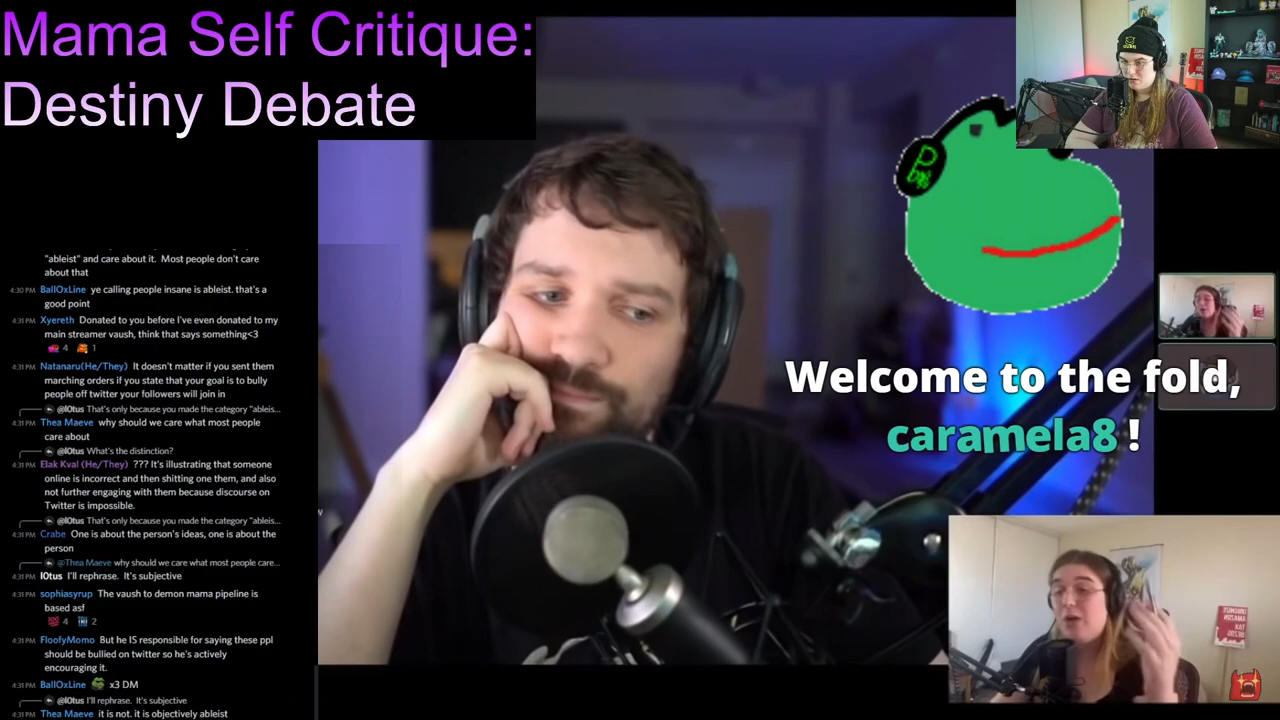 Mama Self Critique:
Destiny Debate
"ableist" and care about it. Most people don't care
about that
4:30 PM BallOxLine ye calling people insane is ableist. that's a
good point
4:31 PM Xyereth Donated to you before I've even donated to my
main streamer vaush, think that says something<3
4 1
4:31 PM Natanaru(He/They) It doesn't matter if you sent them
marching orders if you state that your goal is to bully
people off twitter your followers will join in
@l0tus That's only because you made the category "ableis...
4:31 PM Thea Maeve why should we care what most people
care about
@l0tus What's the distinction?
4:31 PM Elak Kval (He/They) ??? It's illustrating that someone
online is incorrect and then shitting one them, and also
not further engaging with them because discourse on
Twitter is impossible.
@l0tus That's only because you made the category "ableis...
4:31 PM Crabe One is about the person's ideas, one is about the
person
@Thea Maeve why should we care what most people care...
4:31 PM l0tus I'll rephrase. It's subjective
4:31 PM sophiasyrup The vaush to demon mama pipeline is
based asf
4 2
4:31 PM FloofyMomo But he IS responsible for saying these ppl
should be bullied on twitter so he's actively
encouraging it.
4:31 PM BallOxLine x3 DM
@l0tus I'll rephrase. It's subjective
4:31 PM Thea Maeve it is not. it is objectively ableist
Welcome to the fold,
caramela8 !